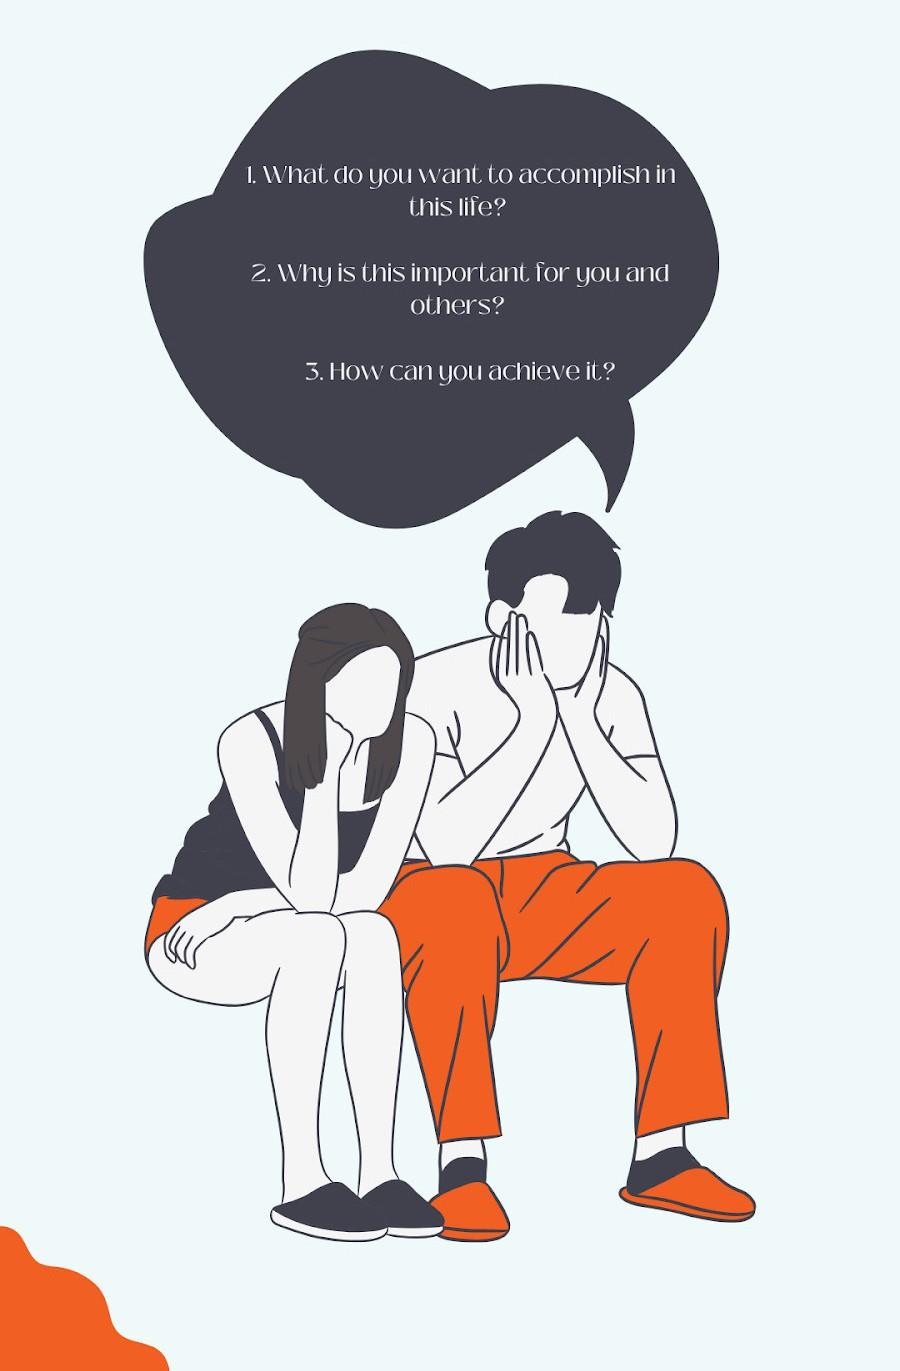 1. What do you want to accomplish in
this life?
2. Why is this important for you and
others?
3. How can you achieve it?